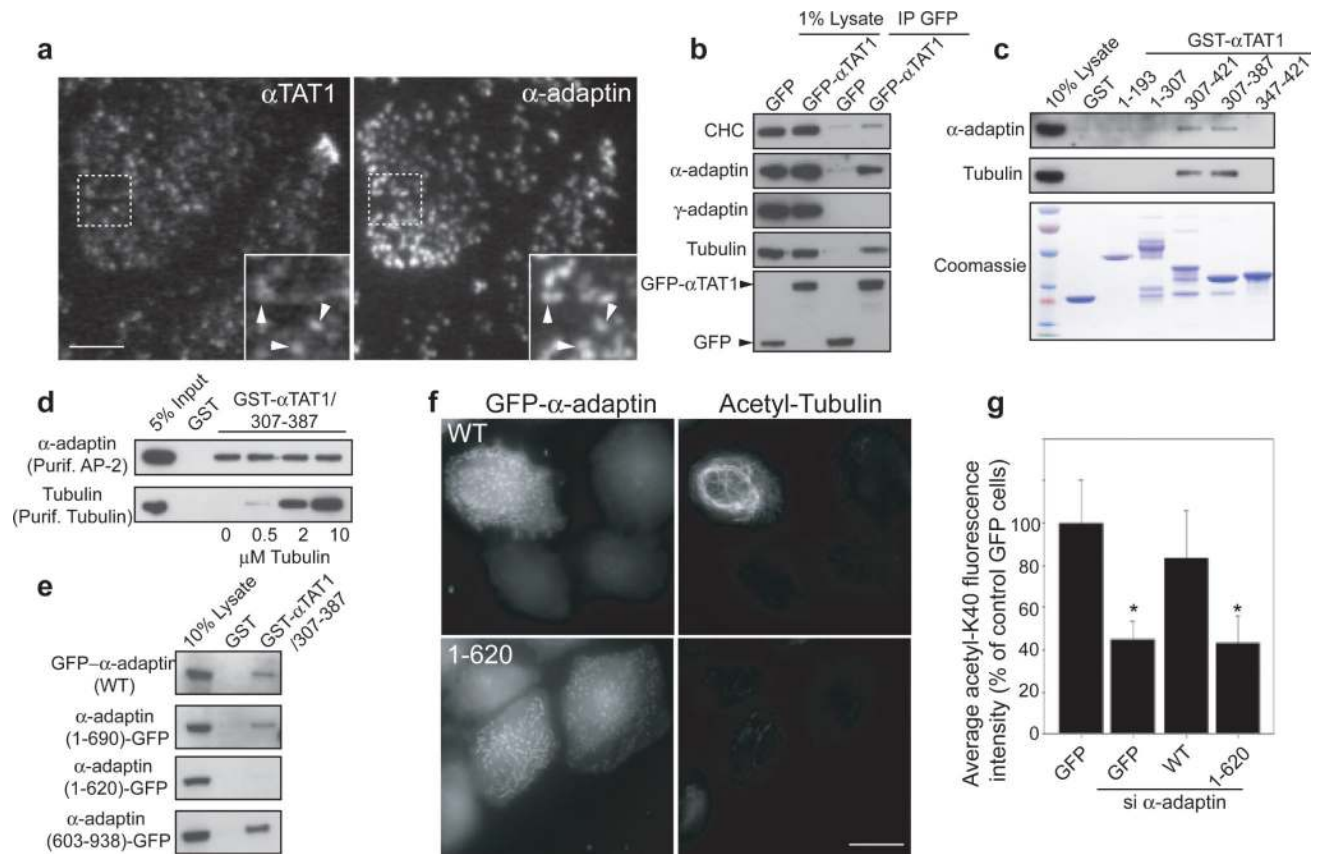 a
αTAT1
α-adaptin
b
1% Lysate
IP GFP
GFP
GFP-αTAT1
GFP
GFP-αTAT1
CHC
α-adaptin
γ-adaptin
Tubulin
GFP-αTAT1
GFP
c
GST-αTAT1
10% Lysate
GST
1-193
1-307
307-421
307-387
347-421
α-adaptin
Tubulin
Coomassie
d
5% Input
GST
GST-αTAT1/
307-387
α-adaptin
(Purif. AP-2)
Tubulin
(Purif. Tubulin)
0 0.5 2 10
μM Tubulin
e
10% Lysate
GST
GST-αTAT1
/307-387
GFP–α-adaptin
(WT)
α-adaptin
(1-690)-GFP
α-adaptin
(1-620)-GFP
α-adaptin
(603-938)-GFP
f
GFP-α-adaptin
Acetyl-Tubulin
WT
1-620
g
Average acetyl-K40 fluorescence
intensity (% of control GFP cells)
100
80
60
40
20
0
*
*
GFP
GFP
WT
1-620
si α-adaptin